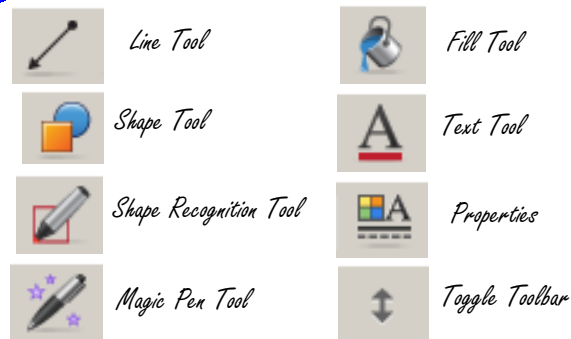 Line Tool
Fill Tool
Shape Tool
A Text Tool
Shape Recognition Tool
A Properties
Magic Pen Tool
Toggle Toolbar